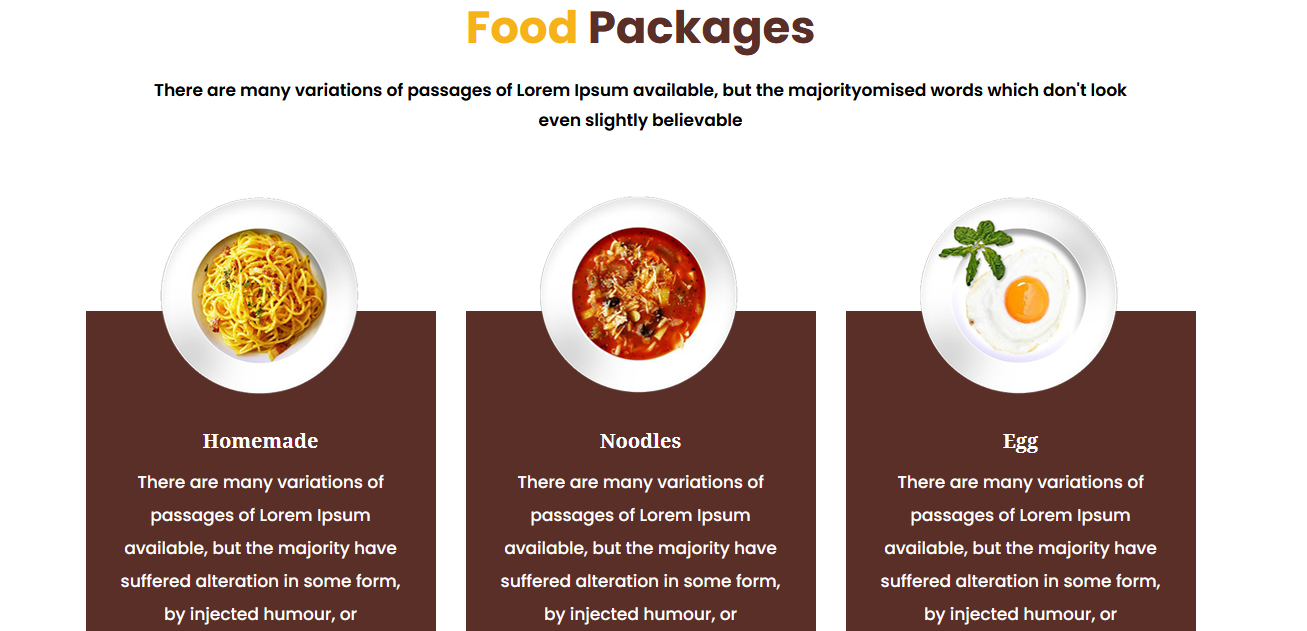 Food Packages
There are many variations of passages of Lorem Ipsum available, but the majorityomised words which don't look
even slightly believable
Homemade
There are many variations of
passages of Lorem Ipsum
available, but the majority have
suffered alteration in some form,
by injected humour, or
Noodles
There are many variations of
passages of Lorem Ipsum
available, but the majority have
suffered alteration in some form,
by injected humour, or
Egg
There are many variations of
passages of Lorem Ipsum
available, but the majority have
suffered alteration in some form,
by injected humour, or